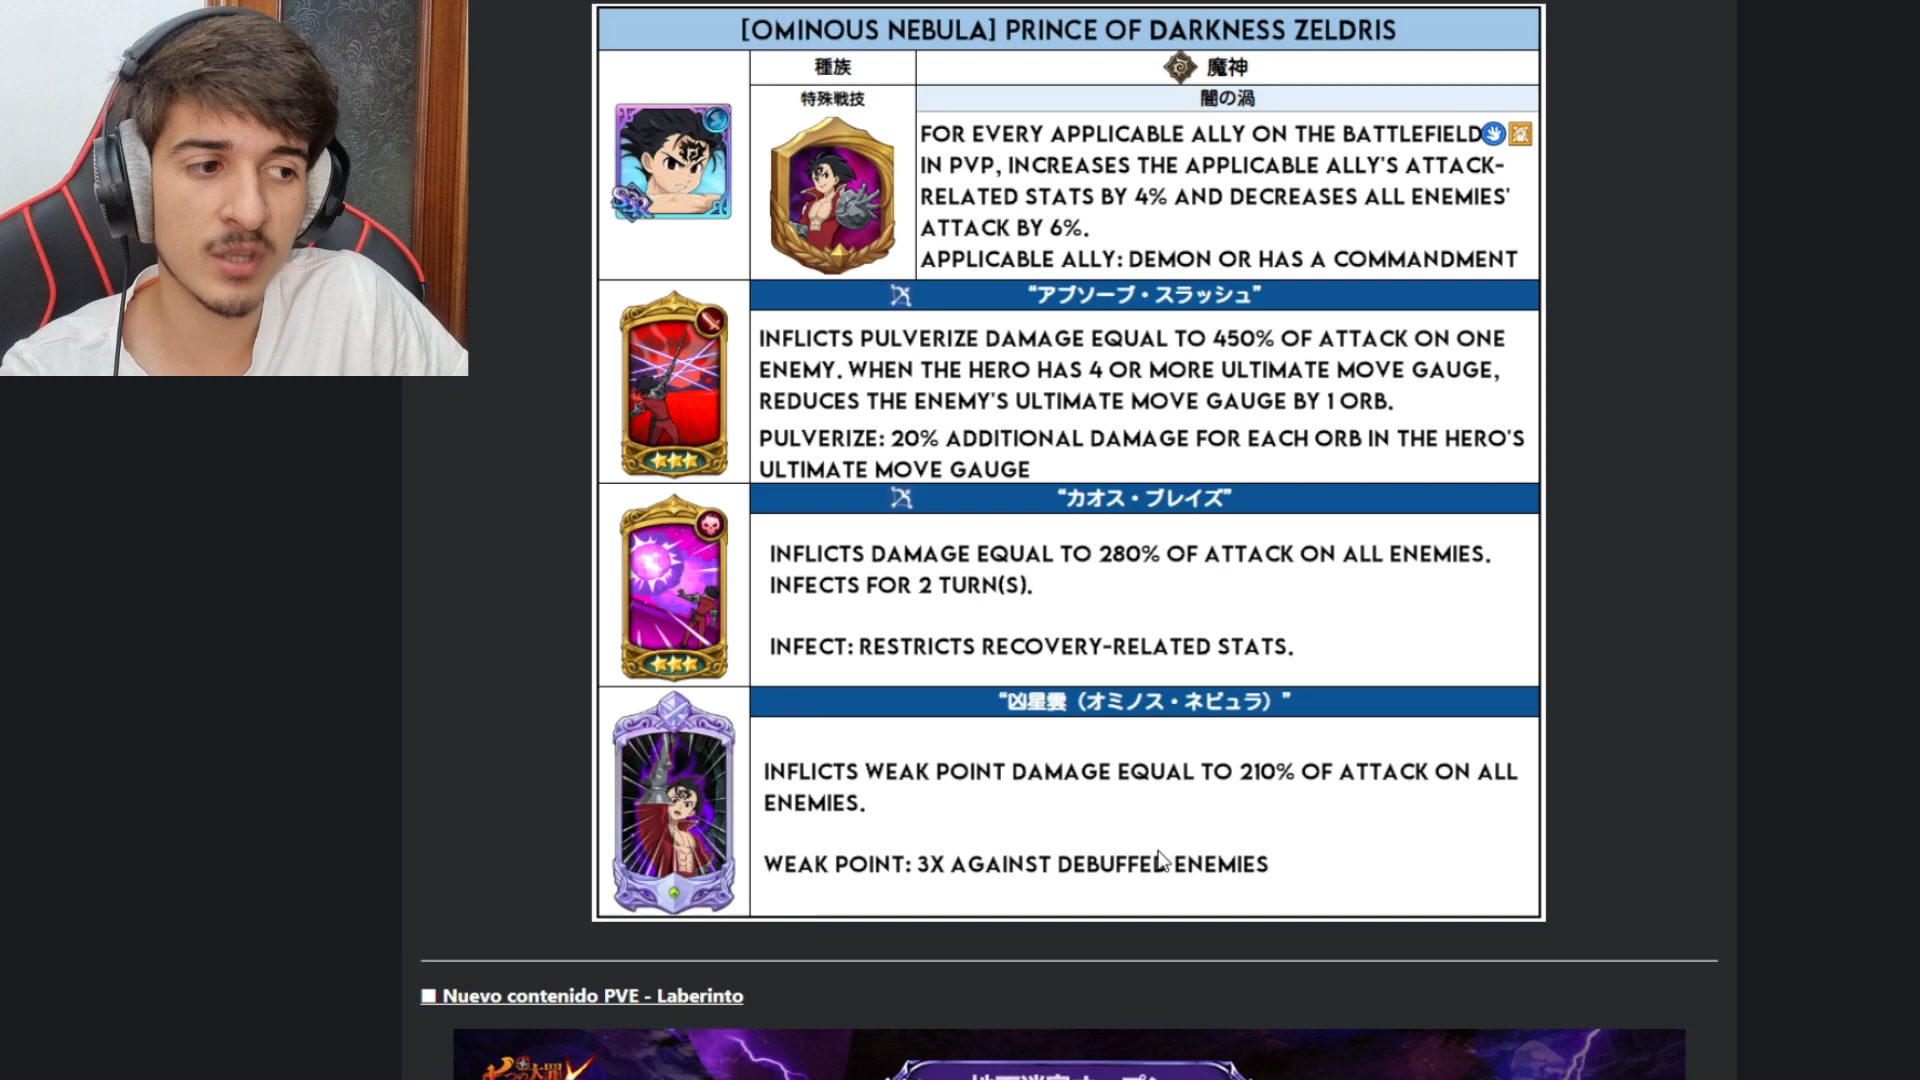 [OMINOUS NEBULA] PRINCE OF DARKNESS ZELDRIS
種族
魔神
特殊戦技
闇の渦
FOR EVERY APPLICABLE ALLY ON THE BATTLEFIELD
IN PVP, INCREASES THE APPLICABLE ALLY'S ATTACK-
RELATED STATS BY 4% AND DECREASES ALL ENEMIES'
ATTACK BY 6%.
APPLICABLE ALLY: DEMON OR HAS A COMMANDMENT
SR
“アブソーブ・スラッシュ”
INFLICTS PULVERIZE DAMAGE EQUAL TO 450% OF ATTACK ON ONE
ENEMY. WHEN THE HERO HAS 4 OR MORE ULTIMATE MOVE GAUGE,
REDUCES THE ENEMY'S ULTIMATE MOVE GAUGE BY 1 ORB.
PULVERIZE: 20% ADDITIONAL DAMAGE FOR EACH ORB IN THE HERO'S
ULTIMATE MOVE GAUGE
“カオス・ブレイズ”
INFLICTS DAMAGE EQUAL TO 280% OF ATTACK ON ALL ENEMIES.
INFECTS FOR 2 TURN(S).
INFECT: RESTRICTS RECOVERY-RELATED STATS.
“凶星雲（オミノス・ネビュラ）”
INFLICTS WEAK POINT DAMAGE EQUAL TO 210% OF ATTACK ON ALL
ENEMIES.
WEAK POINT: 3X AGAINST DEBUFFED ENEMIES
■ Nuevo contenido PVE - Laberinto